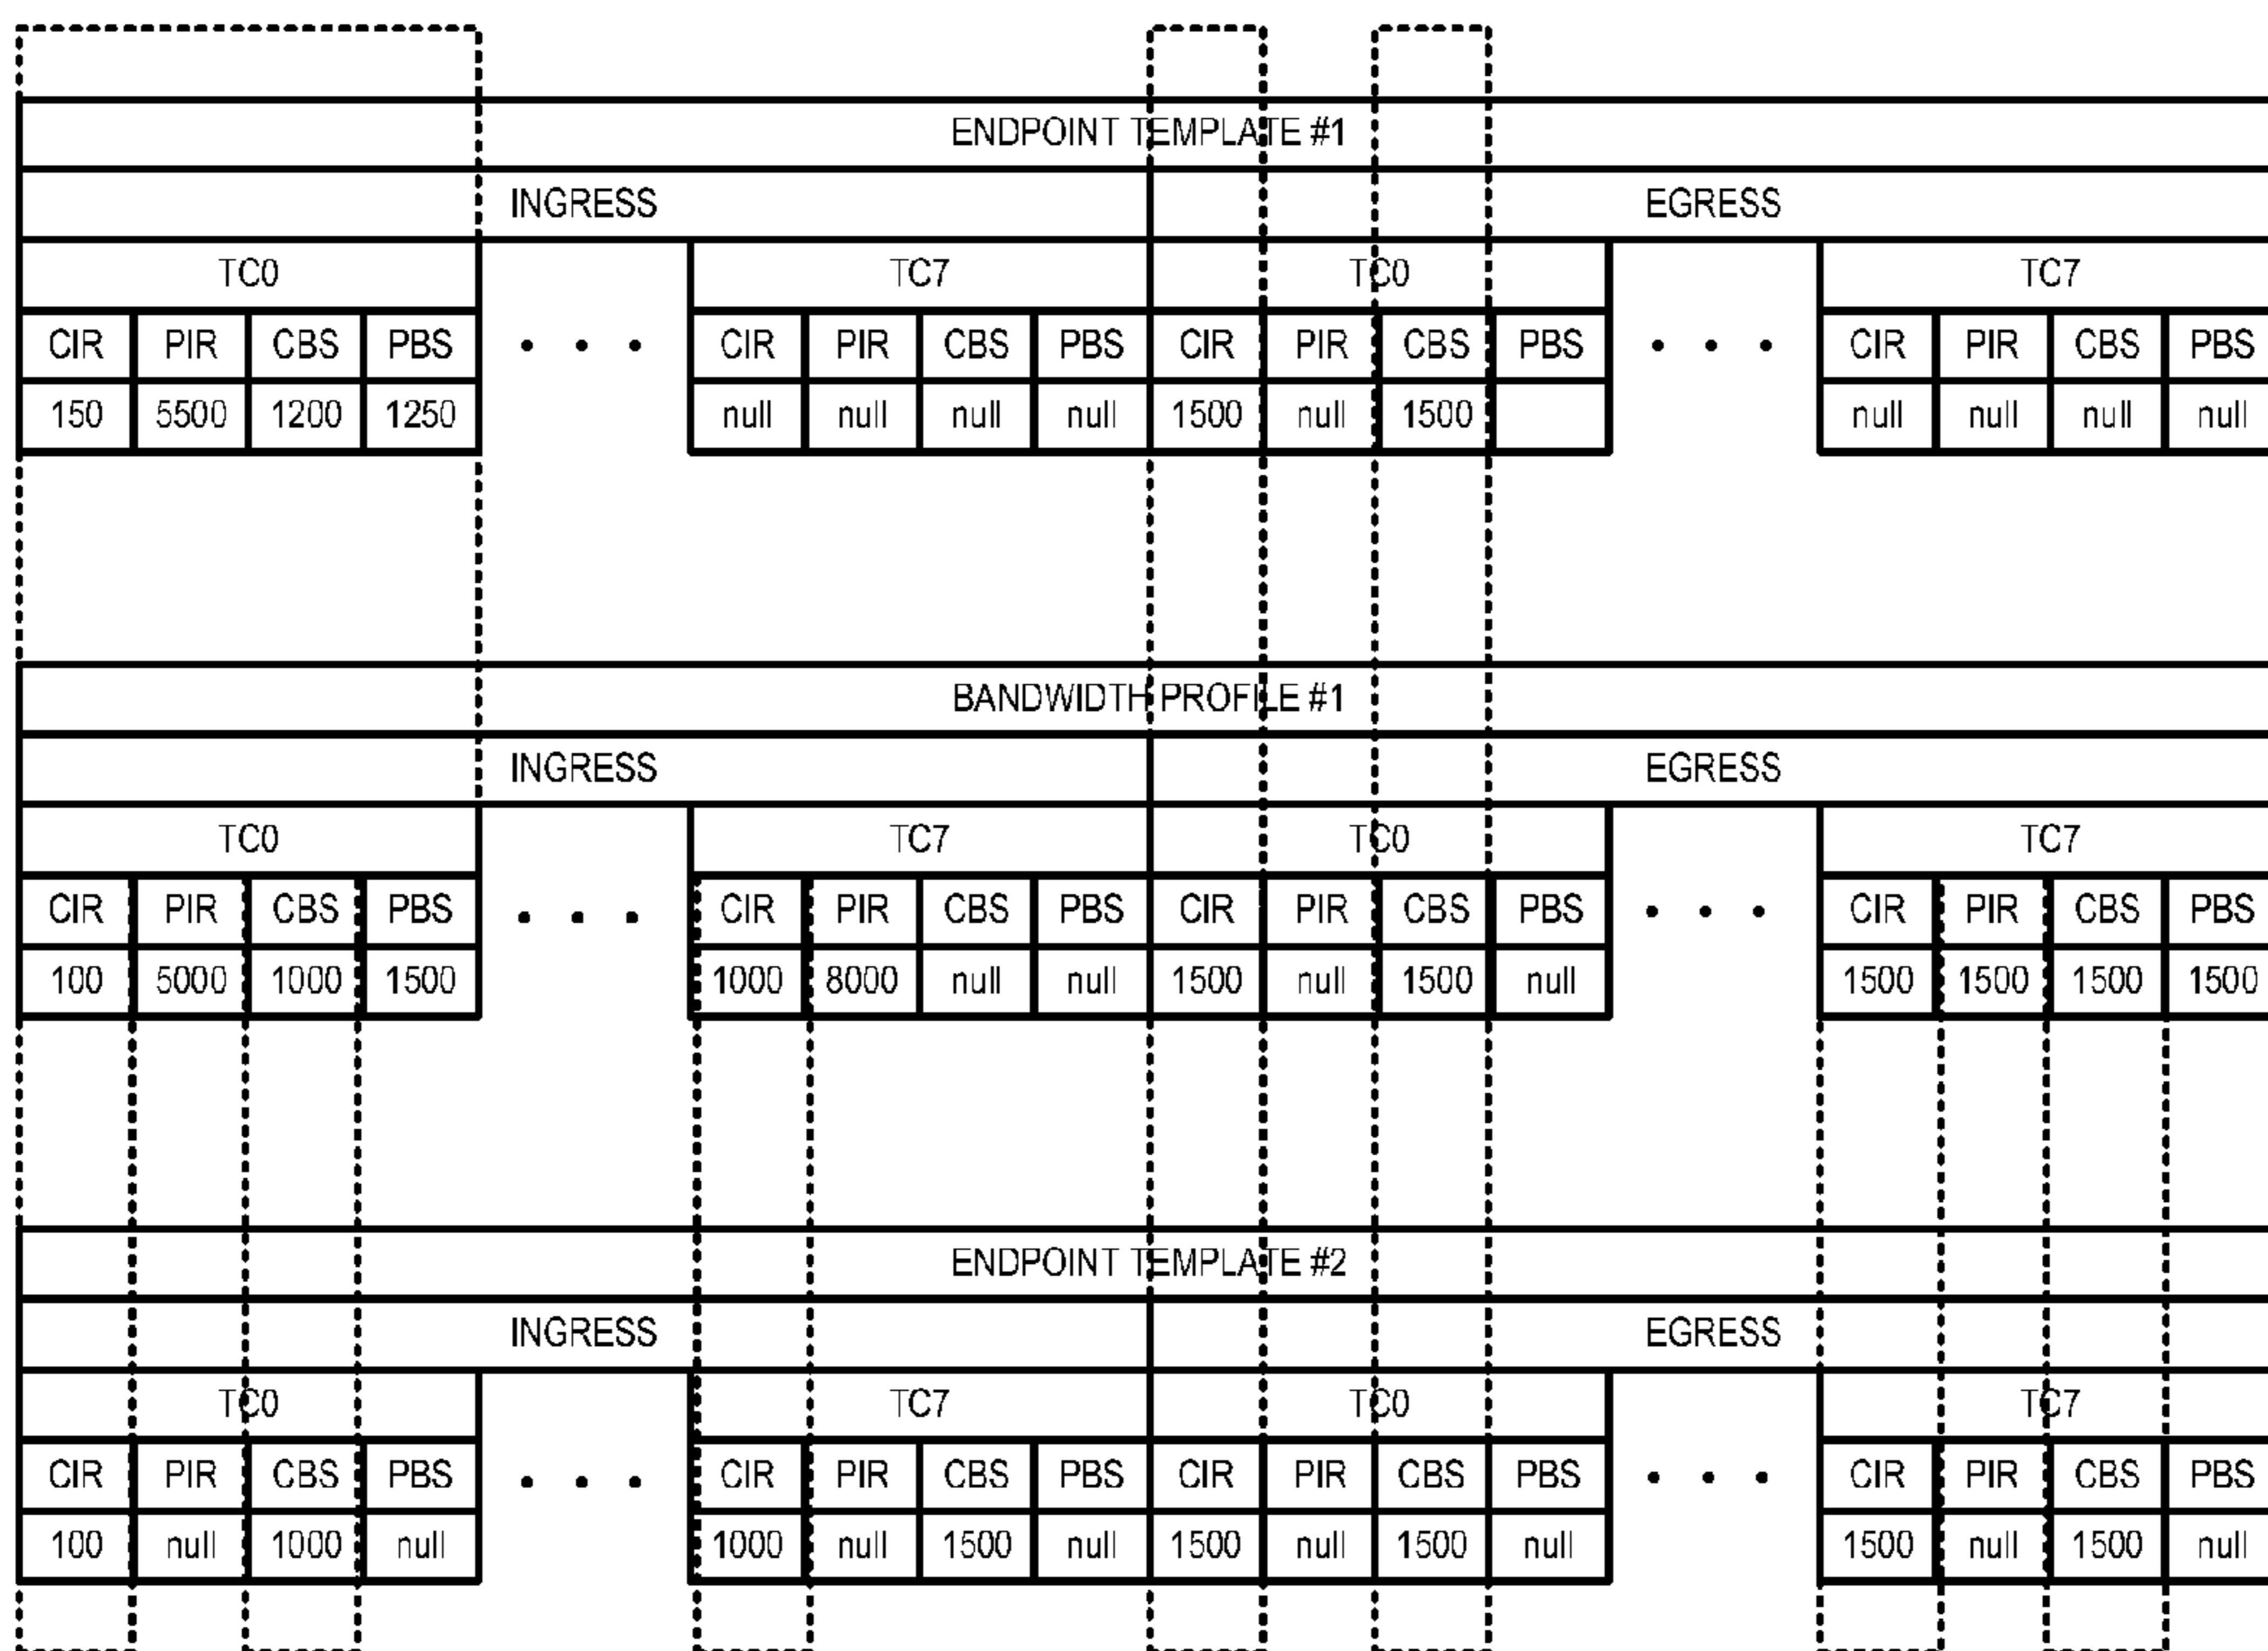 ENDPOINT TEMPLATE #1
INGRESS EGRESS
TC0 TC7 TC0 TC7
CIR PIR CBS PBS • • • CIR PIR CBS PBS CIR PIR CBS PBS • • • CIR PIR CBS PBS
150 5500 1200 1250 null null null null 1500 null 1500 null null null null
BANDWIDTH PROFILE #1
INGRESS EGRESS
TC0 TC7 TC0 TC7
CIR PIR CBS PBS • • • CIR PIR CBS PBS CIR PIR CBS PBS • • • CIR PIR CBS PBS
100 5000 1000 1500 1000 8000 null null 1500 null 1500 null 1500 1500 1500 1500
ENDPOINT TEMPLATE #2
INGRESS EGRESS
TC0 TC7 TC0 TC7
CIR PIR CBS PBS • • • CIR PIR CBS PBS CIR PIR CBS PBS • • • CIR PIR CBS PBS
100 null 1000 null 1000 null 1500 null 1500 null 1500 null 1500 null 1500 null